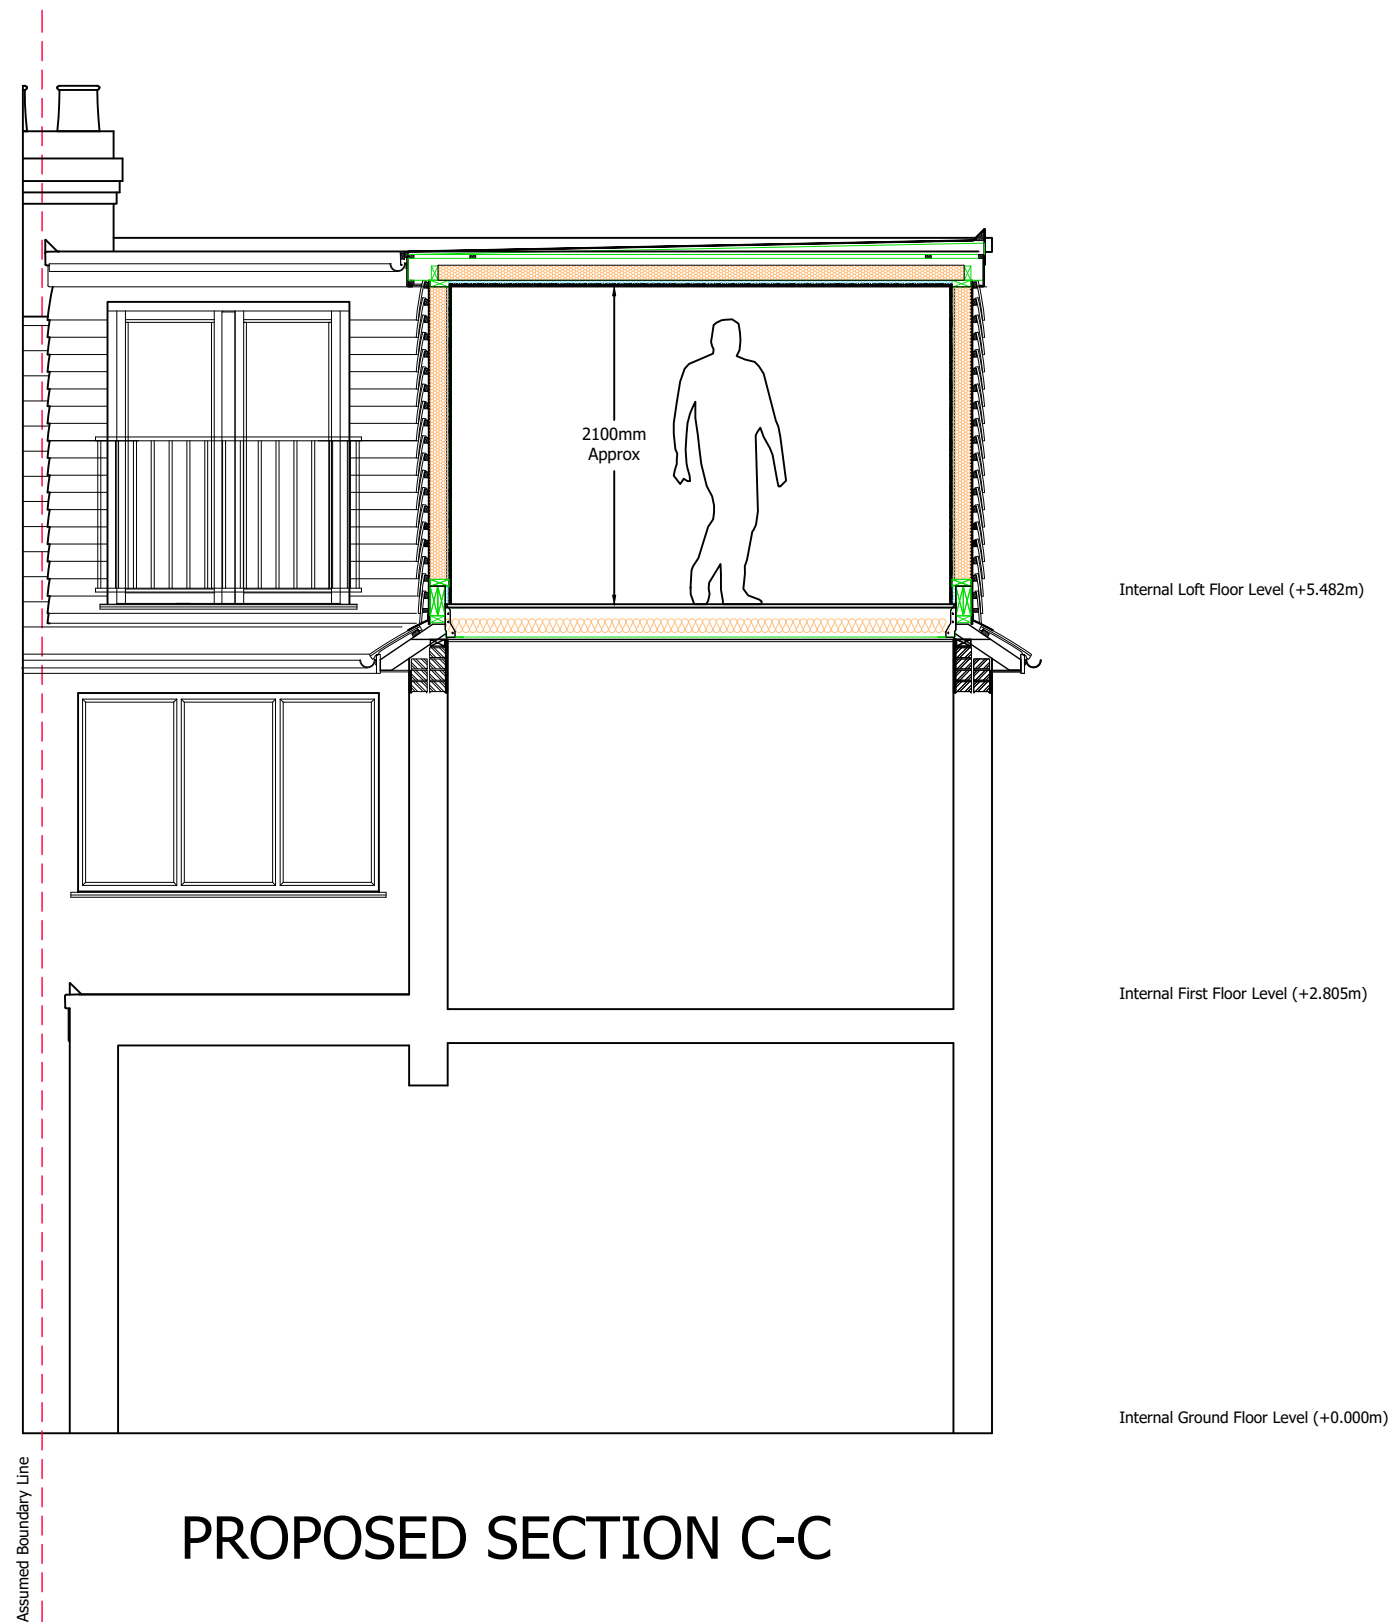 2100mm
Approx
Internal Loft Floor Level (+5.482m)
Internal First Floor Level (+2.805m)
Internal Ground Floor Level (+0.000m)
Assumed Boundary Line
PROPOSED SECTION C-C